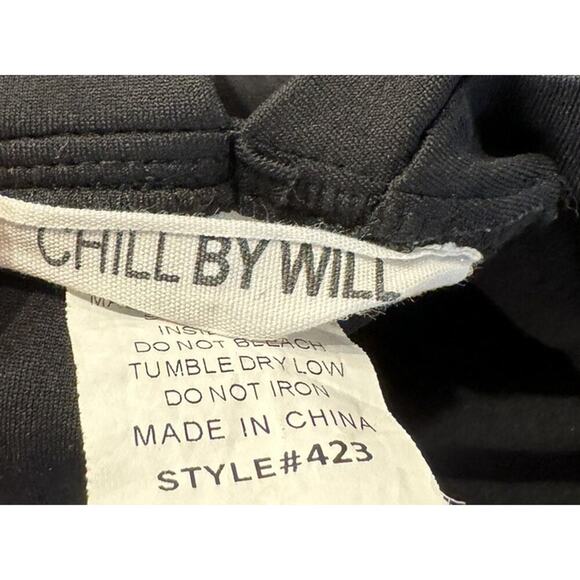 CHILL BY WILL
DO NOT BLEACH
TUMBLE DRY LOW
DO NOT IRON
MADE IN CHINA
STYLE#423